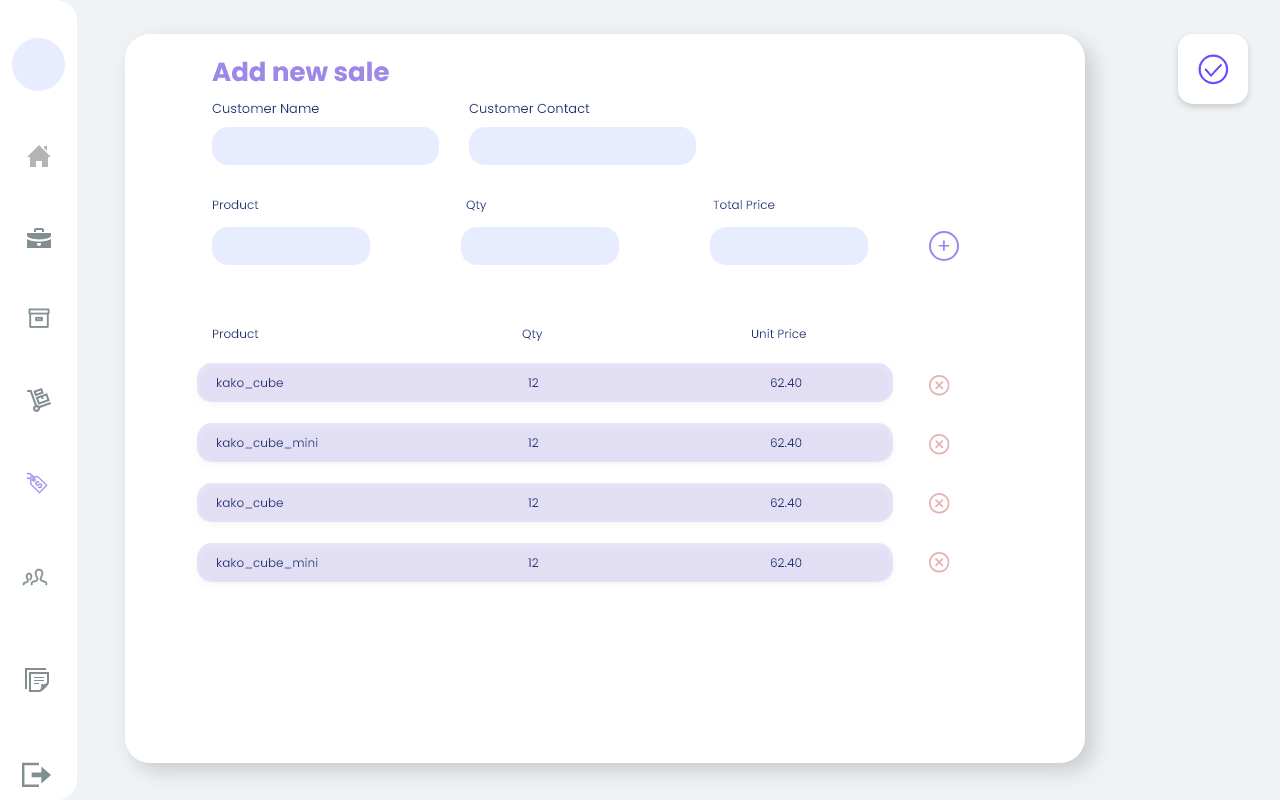 Add new sale
Customer Name Customer Contact
Product Qty Total Price
Product Qty Unit Price
kako_cube 12 62.40
kako_cube_mini 12 62.40
kako_cube 12 62.40
kako_cube_mini 12 62.40